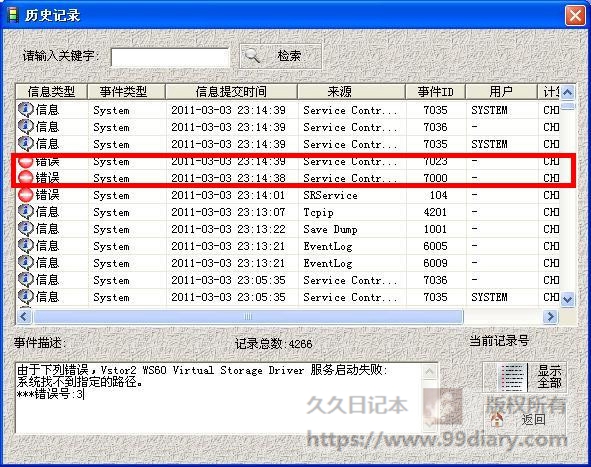 历史记录
请输入关键字: 检索
信息类型 事件类型 信息提交时间 来源 事件ID 用户 计算
信息 System 2011-03-03 23:14:39 Service Contr... 7035 SYSTEM CHI
信息 System 2011-03-03 23:14:39 Service Contr... 7036 - CHI
信息 System 2011-03-03 23:14:39 Service Contr... 7035 SYSTEM CHI
错误 System 2011-03-03 23:14:39 Service Contr... 7023 - CHI
错误 System 2011-03-03 23:14:38 Service Contr... 7000 - CHI
错误 System 2011-03-03 23:14:01 SRService 104 - CHI
信息 System 2011-03-03 23:13:07 Tcpip 4201 - CHI
信息 System 2011-03-03 23:13:22 Save Dump 1001 - CHI
信息 System 2011-03-03 23:13:21 EventLog 6005 - CHI
信息 System 2011-03-03 23:13:21 EventLog 6009 - CHI
信息 System 2011-03-03 23:05:35 Service Contr... 7036 - CHI
信息 System 2011-03-03 23:05:35 Service Contr... 7035 SYSTEM CHI
事件描述: 记录总数:4266 当前记录号
由于下列错误，Vstor2 WS60 Virtual Storage Driver 服务启动失败:
系统找不到指定的路径。
***错误号:3
显示
全部
返回
久久日记本 版权所有
https://www.99diary.com/